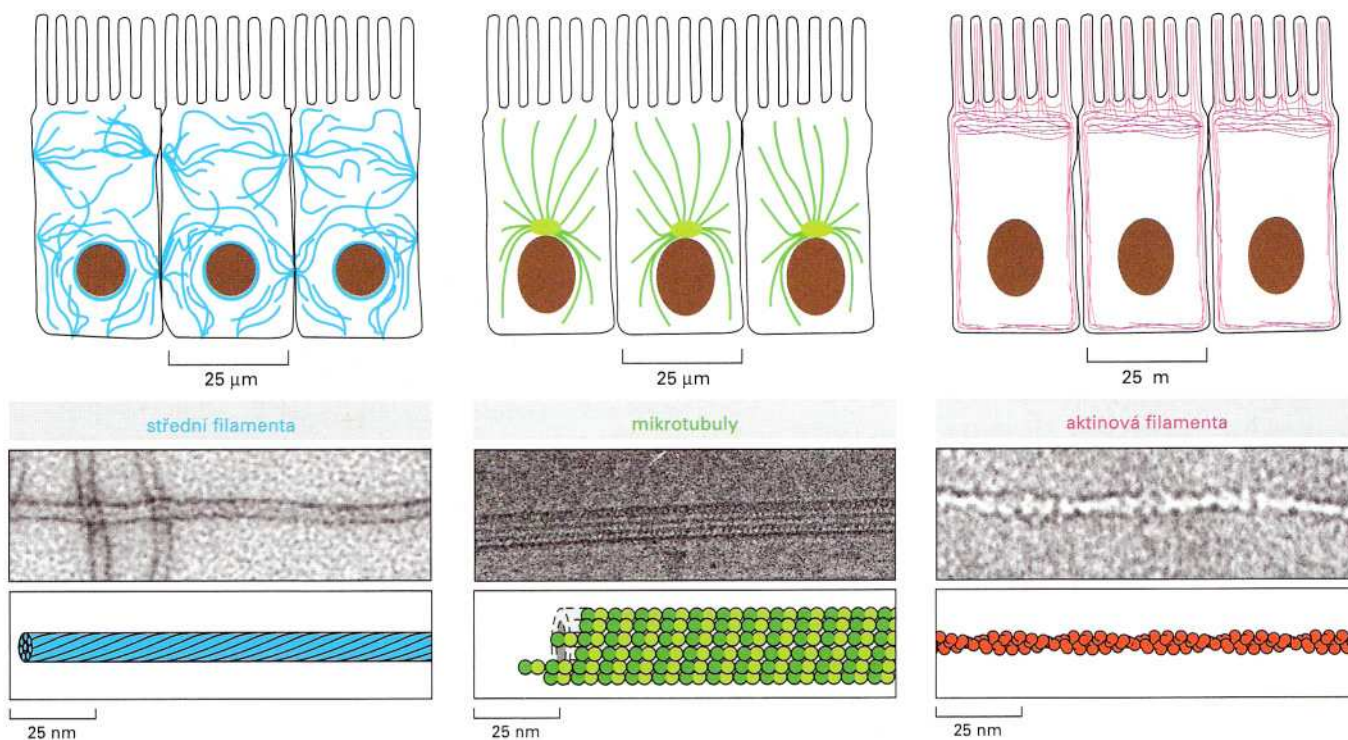 25 μm
25 μm
25 m
střední filamenta
mikrotubuly
aktinová filamenta
25 nm
25 nm
25 nm